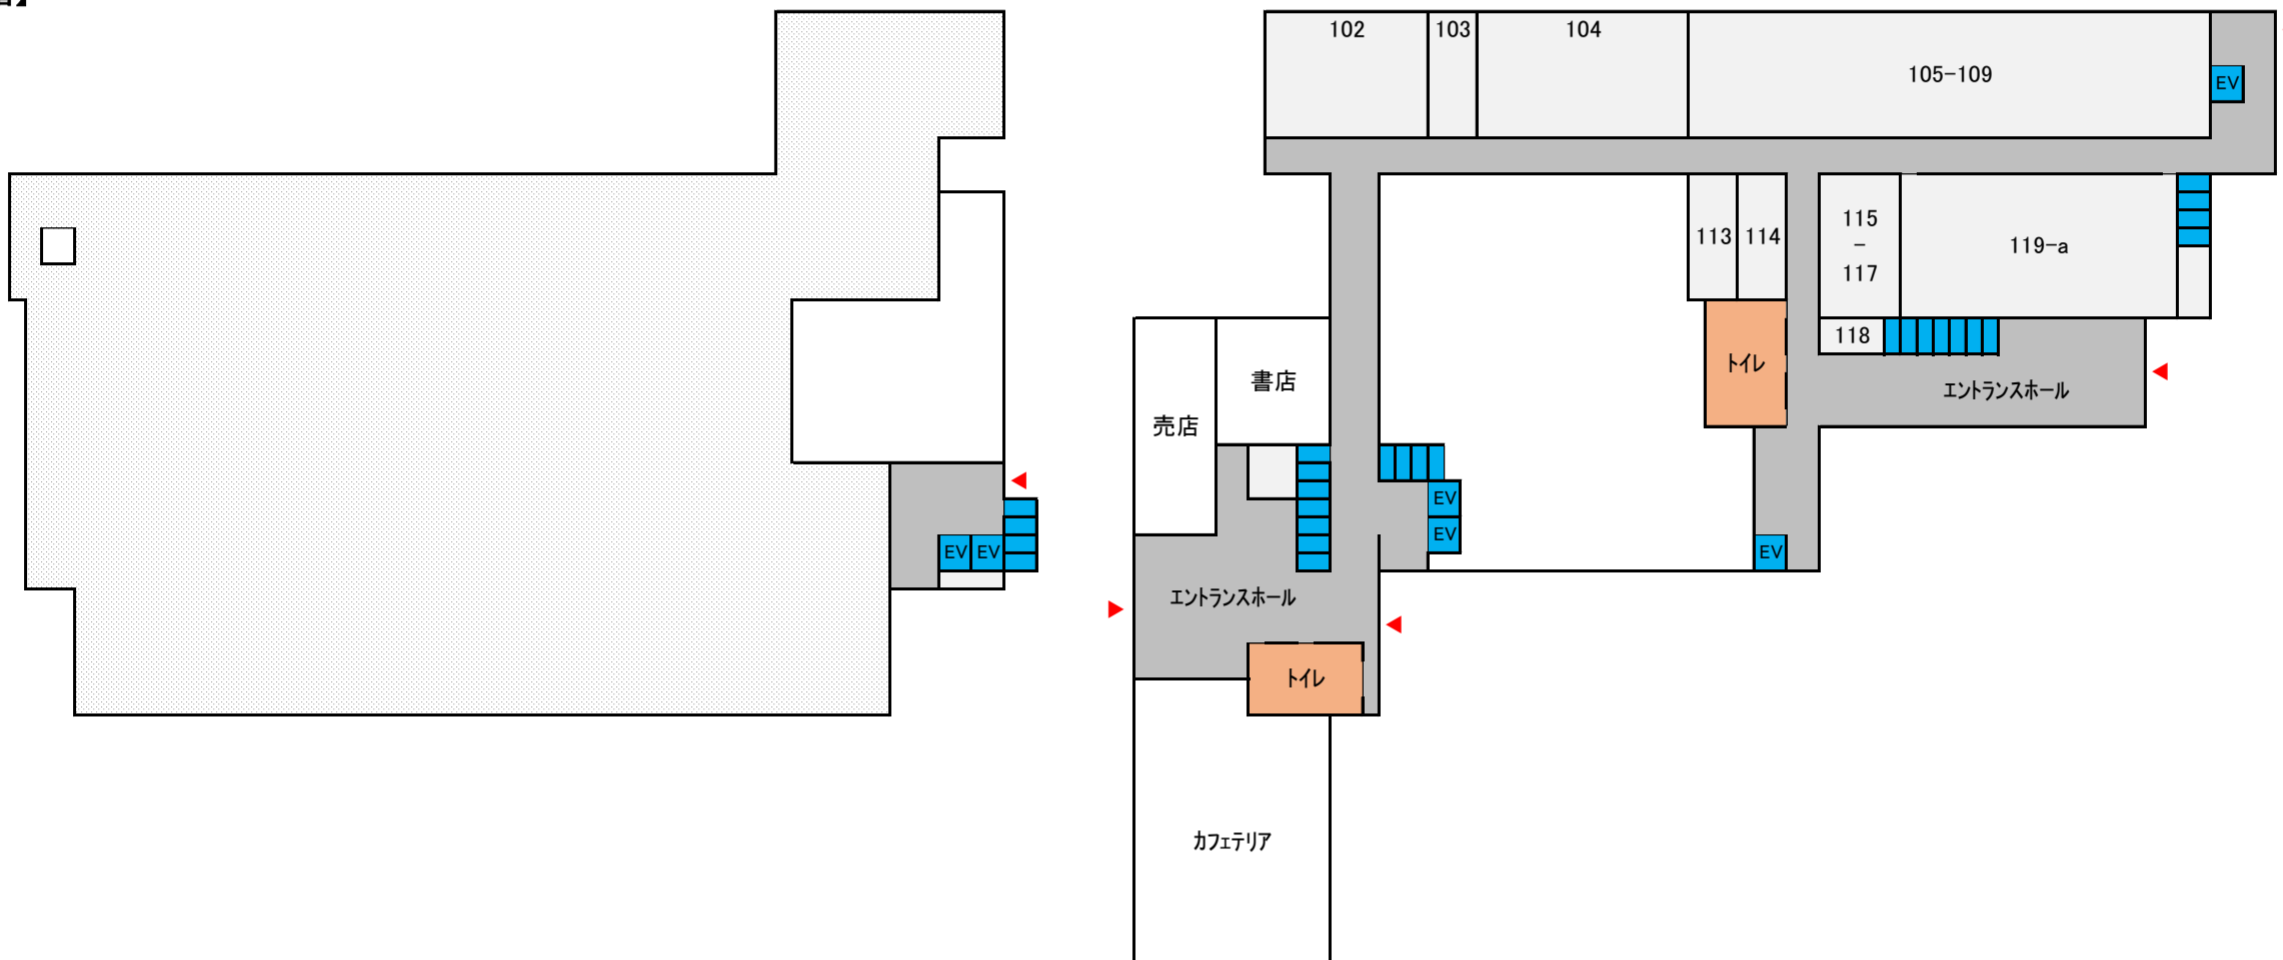 102
103
104
105-109
EV
113
114
115
-
117
119-a
118
トイレ
エントランスホール
書店
売店
EV
EV
EV
EV
EV
エントランスホール
トイレ
カフェテリア